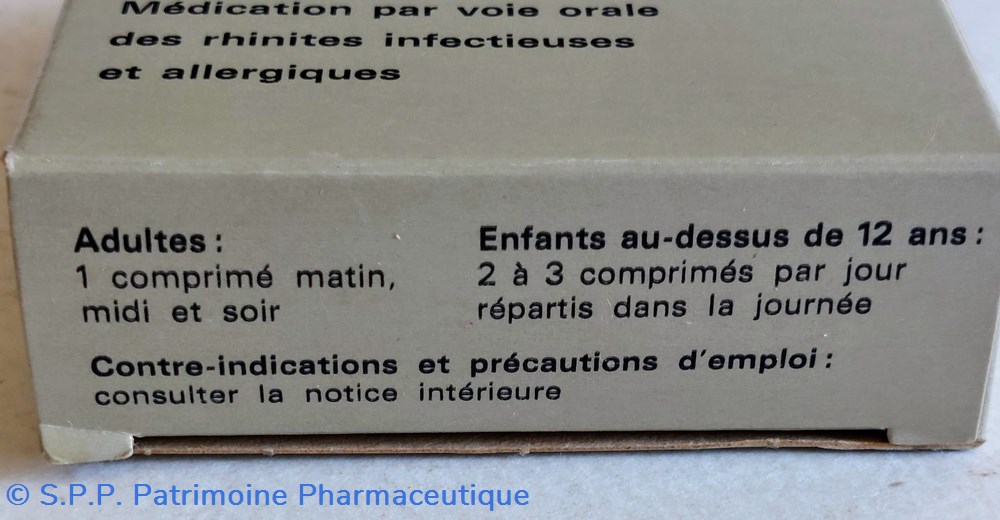 Médication par voie orale
des rhinites infectieuses
et allergiques
Adultes :
1 comprimé matin,
midi et soir
Enfants au-dessus de 12 ans :
2 à 3 comprimés par jour
répartis dans la journée
Contre-indications et précautions d'emploi :
consulter la notice intérieure
© S.P.P. Patrimoine Pharmaceutique